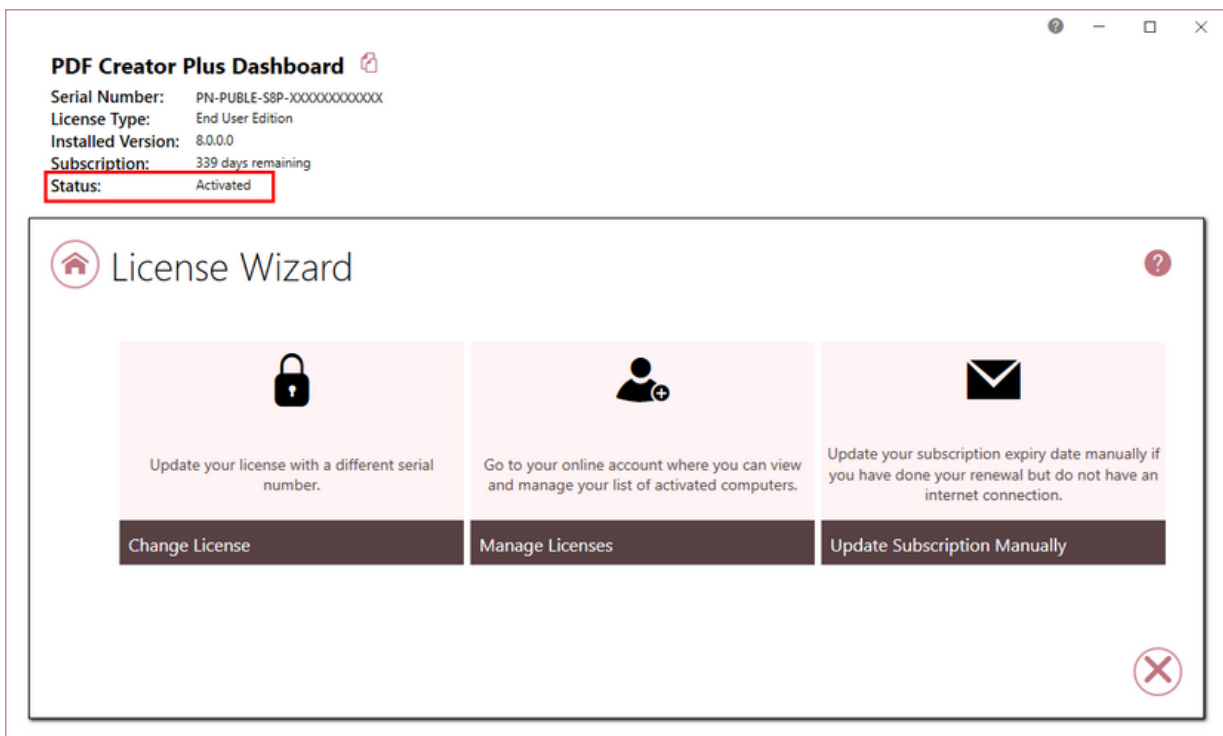 PDF Creator Plus Dashboard
Serial Number: PN-PUBLE-S8P-XXXXXXXXXXXX
License Type: End User Edition
Installed Version: 8.0.0.0
Subscription: 339 days remaining
Status: Activated
License Wizard
Update your license with a different serial
number.
Change License
Go to your online account where you can view
and manage your list of activated computers.
Manage Licenses
Update your subscription expiry date manually if
you have done your renewal but do not have an
internet connection.
Update Subscription Manually